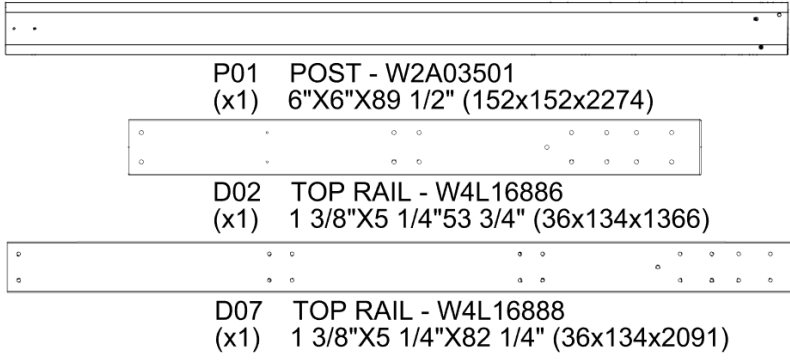 P01 POST - W2A03501
(x1) 6"X6"X89 1/2" (152x152x2274)
D02 TOP RAIL - W4L16886
(x1) 1 3/8"X5 1/4"53 3/4" (36x134x1366)
D07 TOP RAIL - W4L16888
(x1) 1 3/8"X5 1/4"X82 1/4" (36x134x2091)